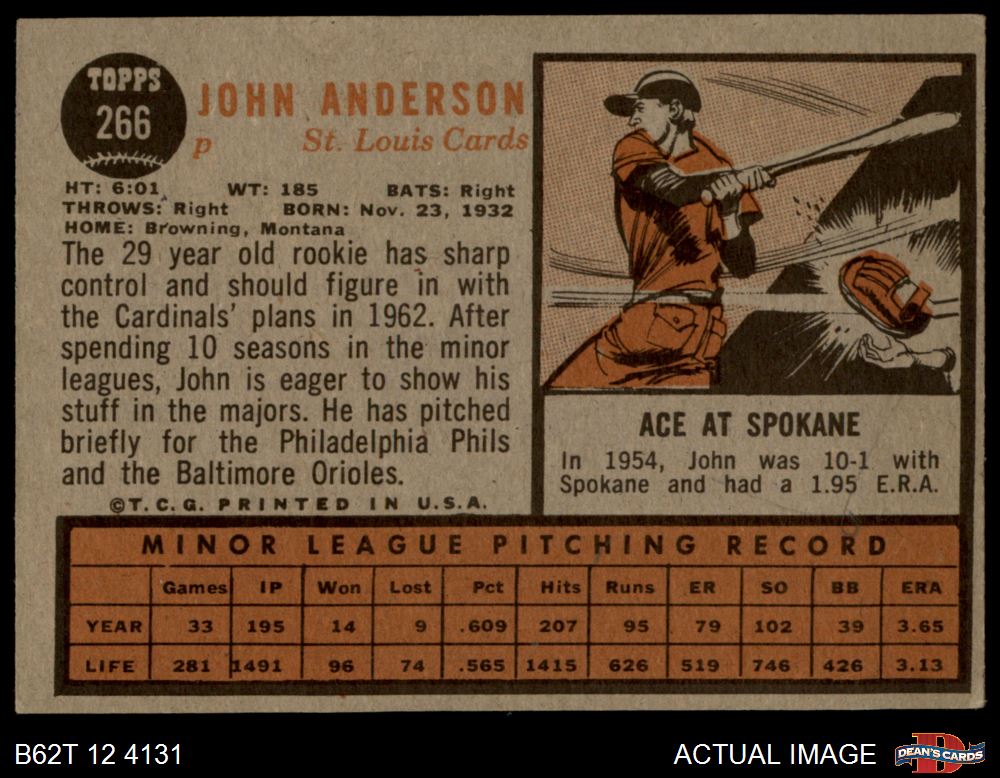 TOPPS
266
JOHN ANDERSON
p St. Louis Cards
HT: 6:01 WT: 185 BATS: Right
THROWS: Right BORN: Nov. 23, 1932
HOME: Browning, Montana
The 29 year old rookie has sharp
control and should figure in with
the Cardinals' plans in 1962. After
spending 10 seasons in the minor
leagues, John is eager to show his
stuff in the majors. He has pitched
briefly for the Philadelphia Phils
and the Baltimore Orioles.
©T.C.G. PRINTED IN U.S.A.
ACE AT SPOKANE
In 1954, John was 10-1 with
Spokane and had a 1.95 E.R.A.
MINOR LEAGUE PITCHING RECORD
Games IP Won Lost Pct Hits Runs ER SO BB ERA
YEAR 33 195 14 9 .609 207 95 79 102 39 3.65
LIFE 281 1491 96 74 .565 1415 626 519 746 426 3.13
B62T 12 4131 ACTUAL IMAGE DEAN'S CARDS